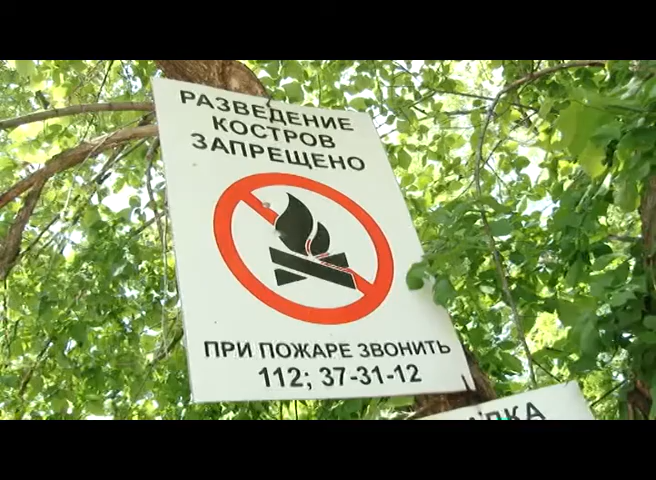 РАЗВЕДЕНИЕ
КОСТРОВ
ЗАПРЕЩЕНО
ПРИ ПОЖАРЕ ЗВОНИТЬ
112; 37-31-12